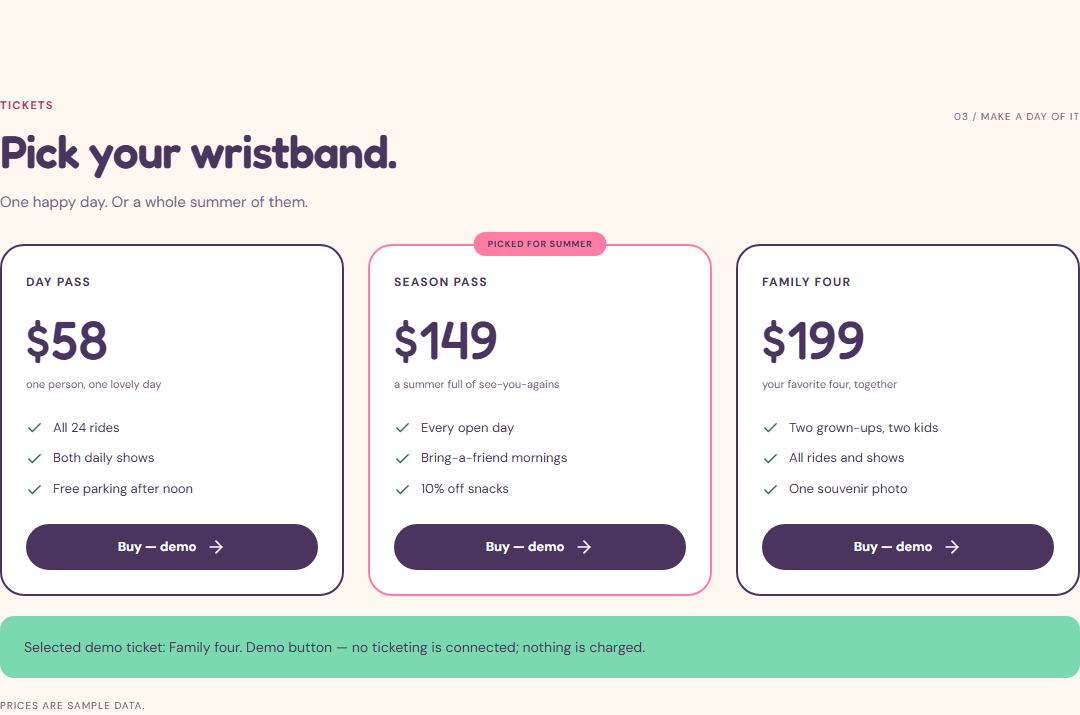 TICKETS
03 / MAKE A DAY OF IT
Pick your wristband.
One happy day. Or a whole summer of them.
DAY PASS
$58
one person, one lovely day
All 24 rides
Both daily shows
Free parking after noon
Buy — demo
PICKED FOR SUMMER
SEASON PASS
$149
a summer full of see-you-agains
Every open day
Bring-a-friend mornings
10% off snacks
Buy — demo
FAMILY FOUR
$199
your favorite four, together
Two grown-ups, two kids
All rides and shows
One souvenir photo
Buy — demo
Selected demo ticket: Family four. Demo button — no ticketing is connected; nothing is charged.
PRICES ARE SAMPLE DATA.